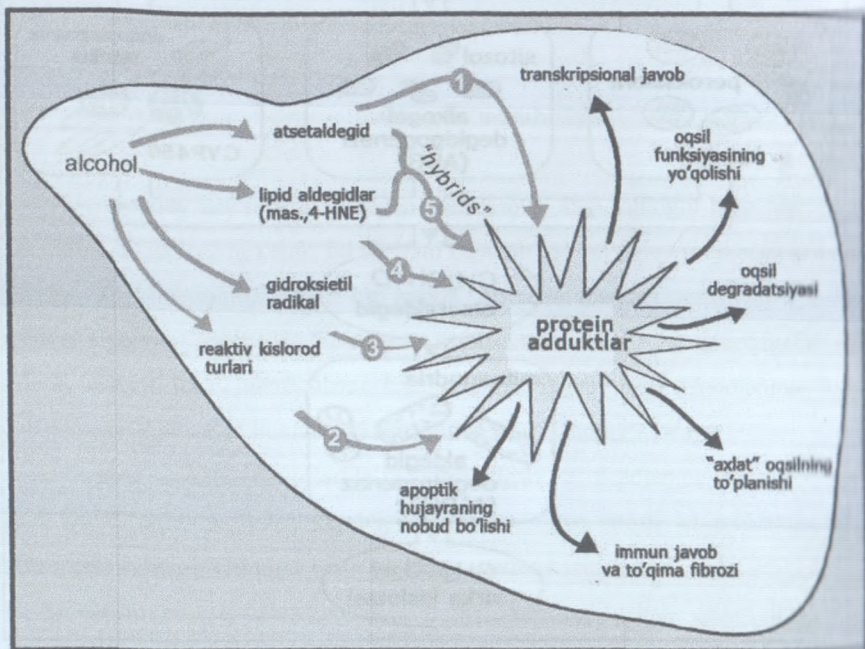 transkripsional javob
1
oqsil
funksiyasining
yo'qolishi
atsetaldegid
alcohol
"hybrids"
lipid aldegidlar
(mas.,4-HNE)
5
4
gidroksietil
radikal
oqsil
degradatsiyasi
protein
adduktlar
reaktiv kislorod
turlari
3
2
"axlat" oqsilning
to'planishi
apoptik
hujayraning
nobud bo'lishi
immun javob
va to'qima fibrozi